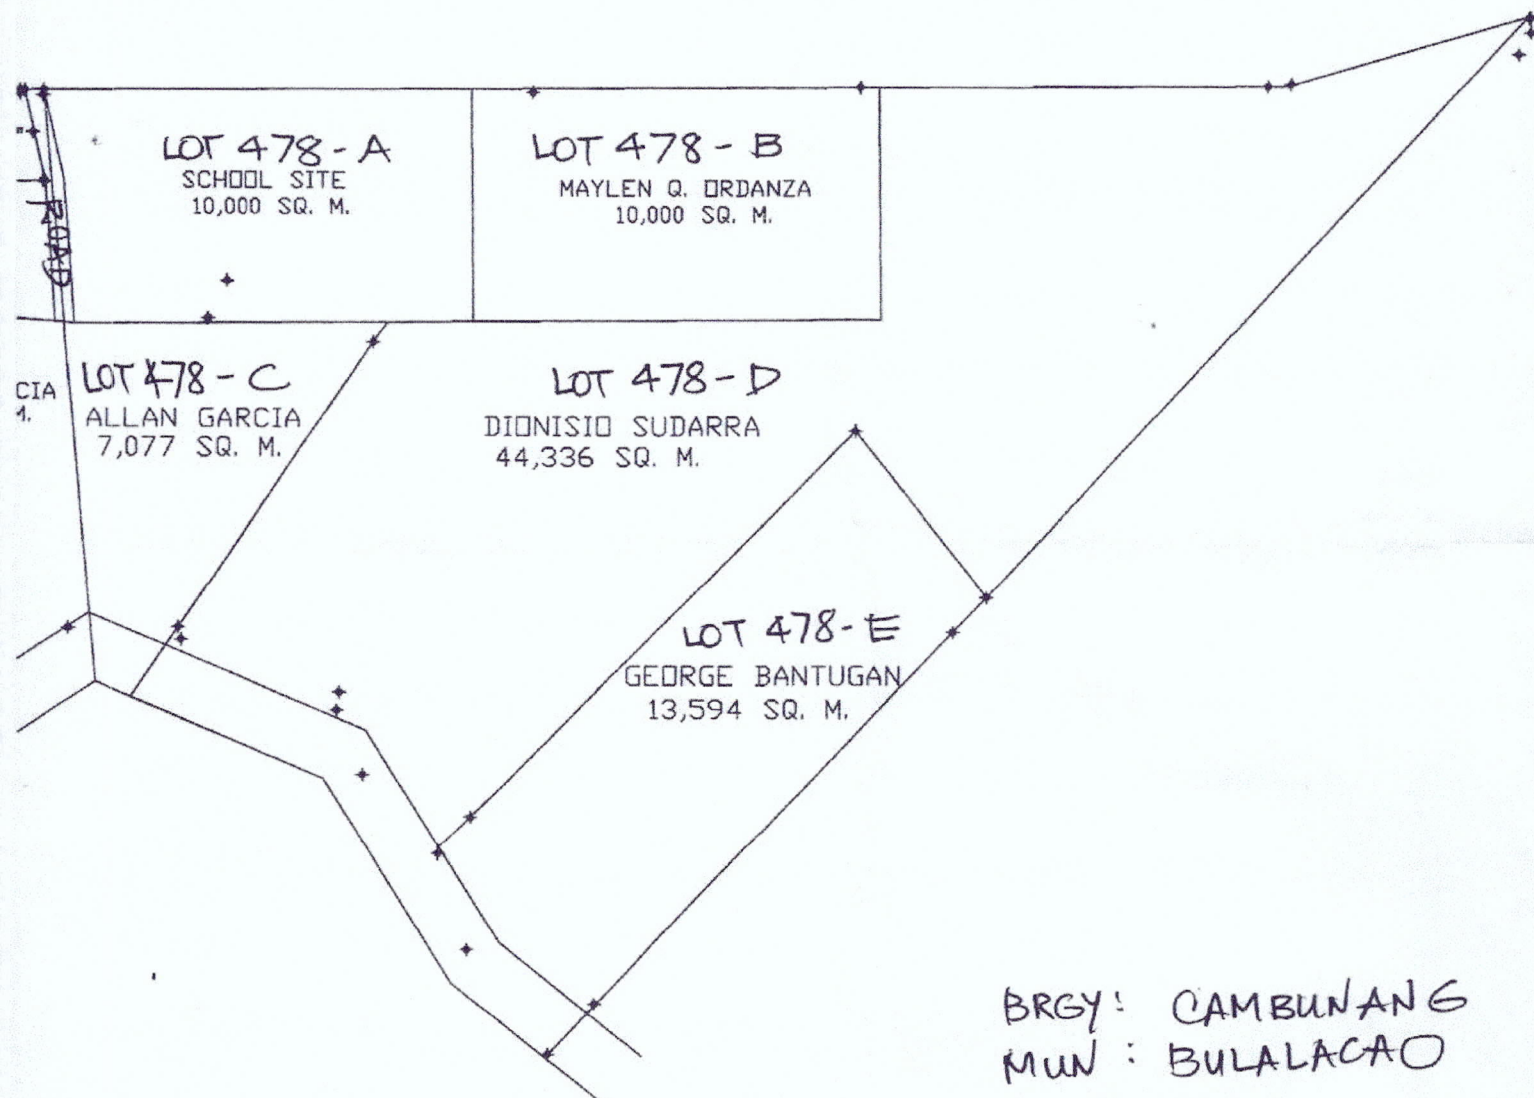 LOT 478-A
SCHOOL SITE
10,000 SQ. M.
LOT 478-B
MAYLEN Q. ORDANZA
10,000 SQ. M.
ROAD
CIA
M.
LOT 478-C
ALLAN GARCIA
7,077 SQ. M.
LOT 478-D
DIONISIO SUDARRA
44,336 SQ. M.
LOT 478-E
GEORGE BANTUGAN
13,594 SQ. M.
BRGY: CAMBUNANG
MUN : BULALACAO